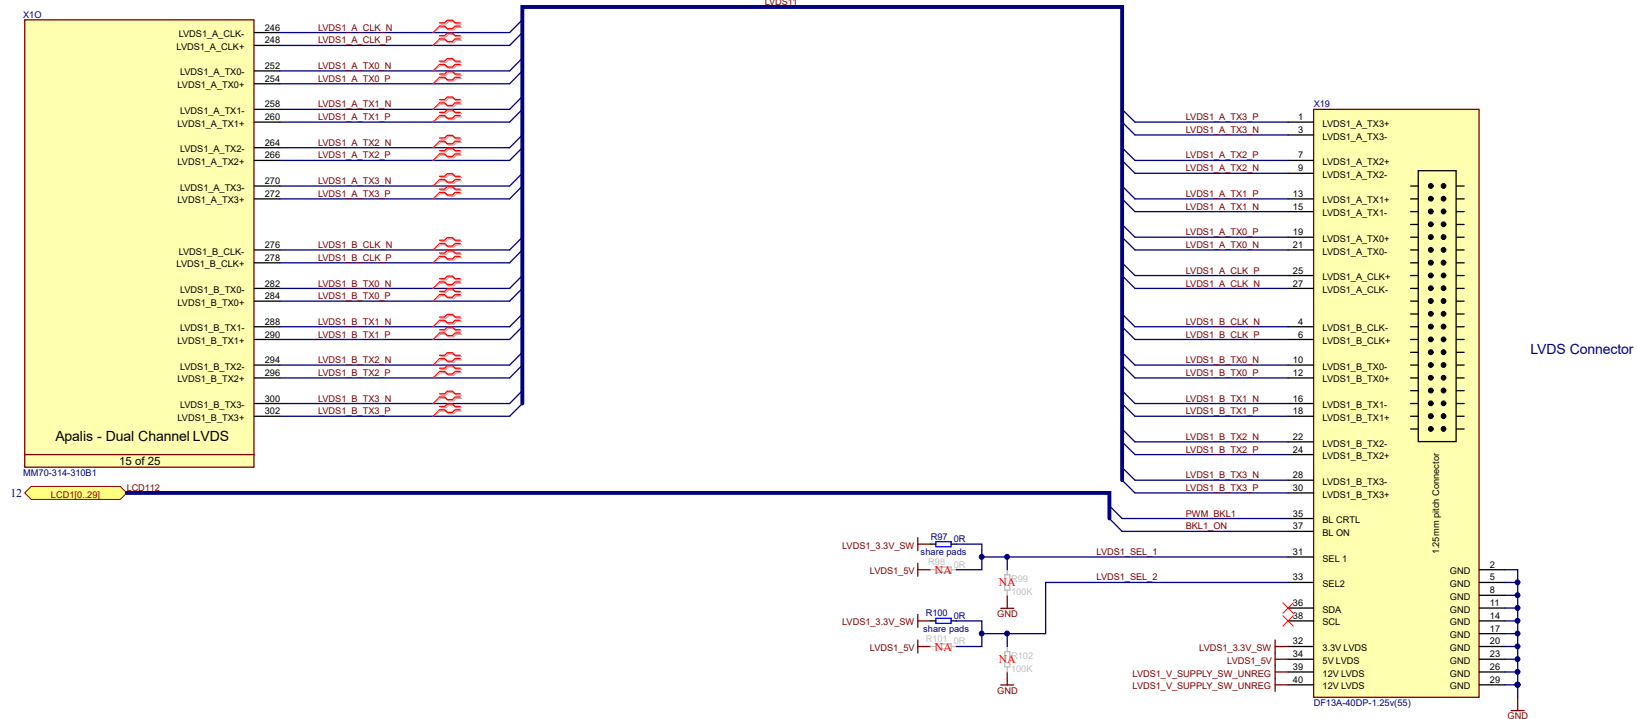 X1O
LVDS1_A_CLK- 246 LVDS1_A_CLK_N
LVDS1_A_CLK+ 248 LVDS1_A_CLK_P
LVDS1_A_TX0- 252 LVDS1_A_TX0_N
LVDS1_A_TX0+ 254 LVDS1_A_TX0_P
LVDS1_A_TX1- 258 LVDS1_A_TX1_N
LVDS1_A_TX1+ 260 LVDS1_A_TX1_P
LVDS1_A_TX2- 264 LVDS1_A_TX2_N
LVDS1_A_TX2+ 266 LVDS1_A_TX2_P
LVDS1_A_TX3- 270 LVDS1_A_TX3_N
LVDS1_A_TX3+ 272 LVDS1_A_TX3_P
LVDS1_B_CLK- 276 LVDS1_B_CLK_N
LVDS1_B_CLK+ 278 LVDS1_B_CLK_P
LVDS1_B_TX0- 282 LVDS1_B_TX0_N
LVDS1_B_TX0+ 284 LVDS1_B_TX0_P
LVDS1_B_TX1- 288 LVDS1_B_TX1_N
LVDS1_B_TX1+ 290 LVDS1_B_TX1_P
LVDS1_B_TX2- 294 LVDS1_B_TX2_N
LVDS1_B_TX2+ 296 LVDS1_B_TX2_P
LVDS1_B_TX3- 300 LVDS1_B_TX3_N
LVDS1_B_TX3+ 302 LVDS1_B_TX3_P
Apalis - Dual Channel LVDS
15 of 25
MM70-314-310B1
12 LCD1[0..29] LCD112
LVDS11
X19
LVDS1_A_TX3_P 1 LVDS1_A_TX3+
LVDS1_A_TX3_N 3 LVDS1_A_TX3-
LVDS1_A_TX2_P 7 LVDS1_A_TX2+
LVDS1_A_TX2_N 9 LVDS1_A_TX2-
LVDS1_A_TX1_P 13 LVDS1_A_TX1+
LVDS1_A_TX1_N 15 LVDS1_A_TX1-
LVDS1_A_TX0_P 19 LVDS1_A_TX0+
LVDS1_A_TX0_N 21 LVDS1_A_TX0-
LVDS1_A_CLK_P 25 LVDS1_A_CLK+
LVDS1_A_CLK_N 27 LVDS1_A_CLK-
LVDS1_B_CLK_N 4 LVDS1_B_CLK-
LVDS1_B_CLK_P 6 LVDS1_B_CLK+
LVDS1_B_TX0_N 10 LVDS1_B_TX0-
LVDS1_B_TX0_P 12 LVDS1_B_TX0+
LVDS1_B_TX1_N 16 LVDS1_B_TX1-
LVDS1_B_TX1_P 18 LVDS1_B_TX1+
LVDS1_B_TX2_N 22 LVDS1_B_TX2-
LVDS1_B_TX2_P 24 LVDS1_B_TX2+
LVDS1_B_TX3_N 28 LVDS1_B_TX3-
LVDS1_B_TX3_P 30 LVDS1_B_TX3+
PWM_BKL1 35 BL CRTL
BKL1_ON 37 BL ON
LVDS1_SEL_1 31 SEL 1
LVDS1_SEL_2 33 SEL2
36 SDA
38 SCL
LVDS1_3.3V_SW 32 3.3V LVDS
LVDS1_5V 34 5V LVDS
LVDS1_V_SUPPLY_SW_UNREG 39 12V LVDS
LVDS1_V_SUPPLY_SW_UNREG 40 12V LVDS
DF13A-40DP-1.25v(55)
1.25mm pitch Connector
LVDS Connector
GND 2
GND 5
GND 8
GND 11
GND 14
GND 17
GND 20
GND 23
GND 26
GND 29
GND
LVDS1_3.3V_SW R97 0R
share pads
LVDS1_5V R98 0R NA
NA R99
100K
GND
LVDS1_3.3V_SW R100 0R
share pads
LVDS1_5V R101 0R NA
NA R102
100K
GND